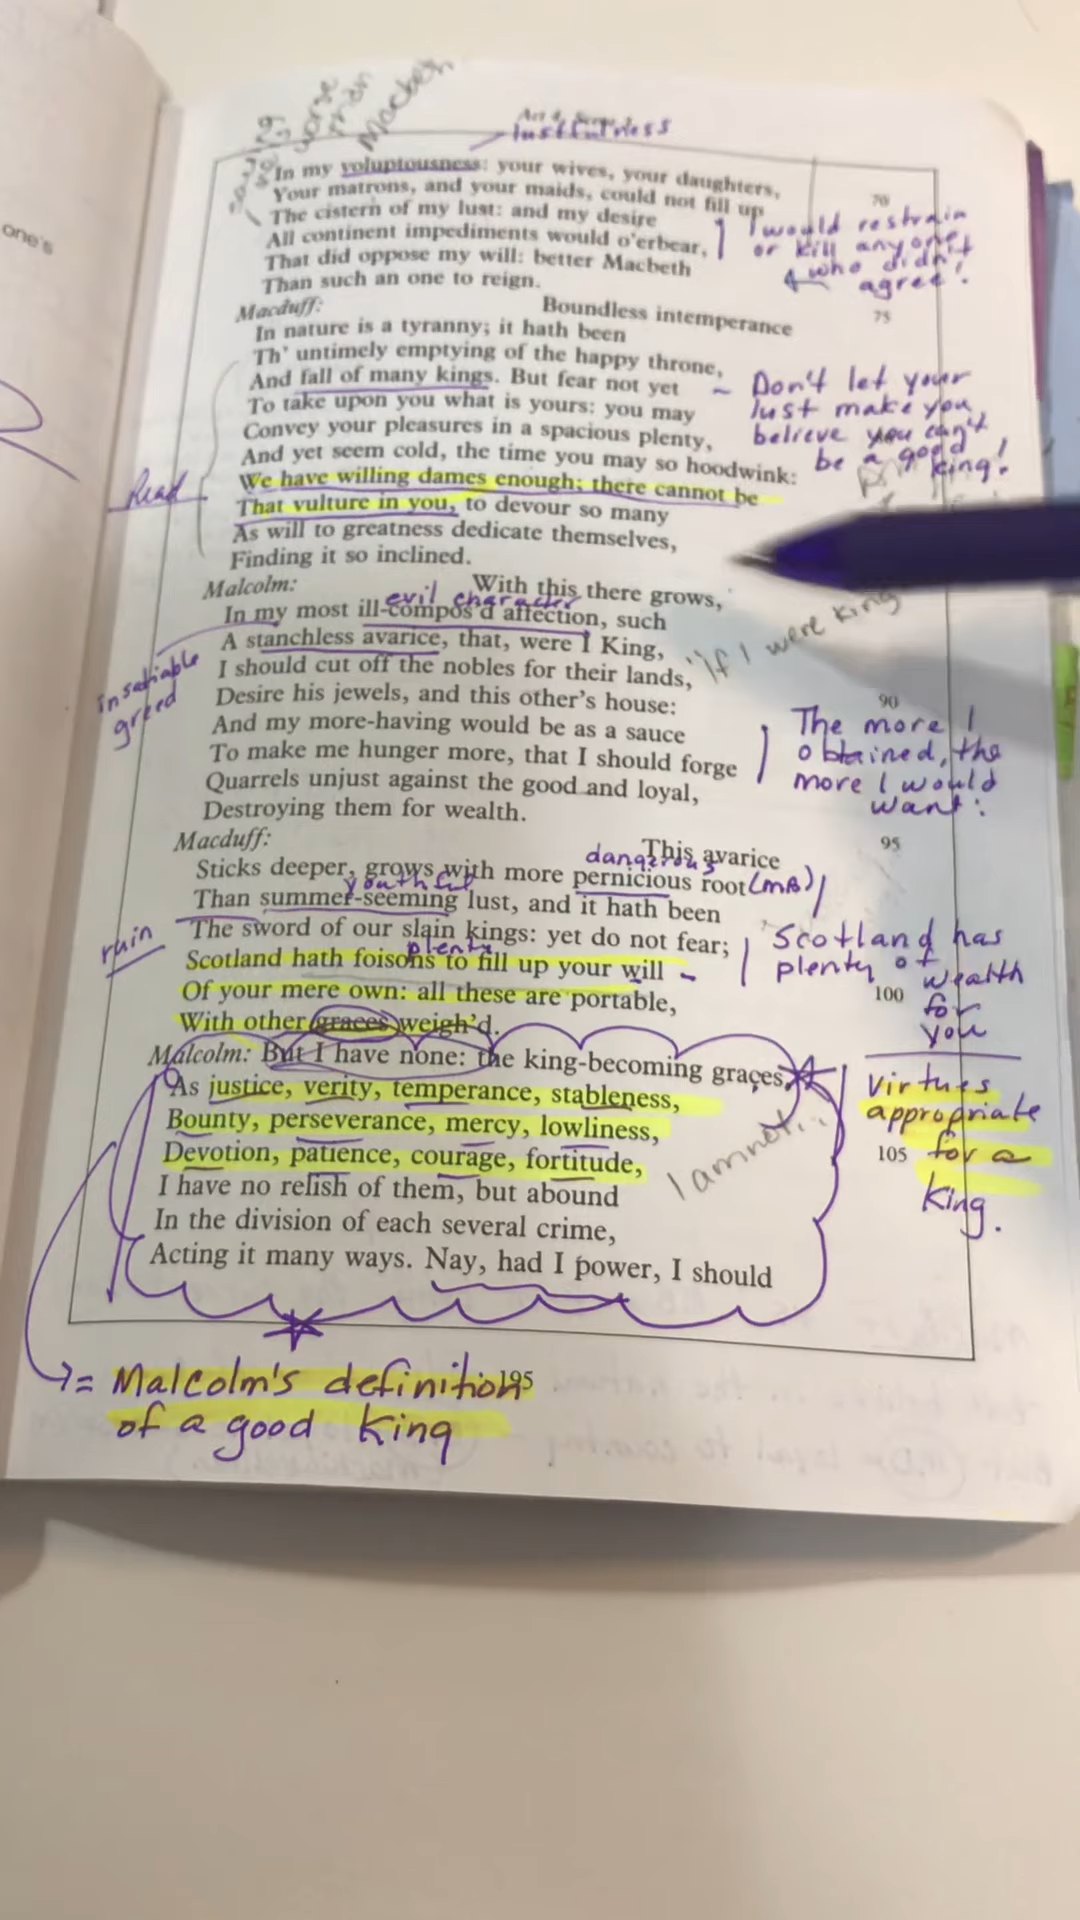 worse
than
Macbeth
Act 4, Scene 3
lustfulness
In my voluptousness: your wives, your daughters,
Your matrons, and your maids, could not fill up
70
The cistern of my lust: and my desire
All continent impediments would o'erbear,
That did oppose my will: better Macbeth
Than such an one to reign.
I would restrain
or kill anyone
who didn't
agree!
Macduff:
Boundless intemperance
75
In nature is a tyranny; it hath been
Th' untimely emptying of the happy throne,
And fall of many kings. But fear not yet
To take upon you what is yours: you may
Convey your pleasures in a spacious plenty,
And yet seem cold, the time you may so hoodwink:
Don't let your
lust make you
believe you can't
be a good
king!
Read
We have willing dames enough; there cannot be
That vulture in you, to devour so many
As will to greatness dedicate themselves,
Finding it so inclined.
Malcolm:
With this there grows,
evil character
In my most ill-compos'd affection, such
A stanchless avarice, that, were I King,
"If I were king
insatiable
greed
I should cut off the nobles for their lands,
Desire his jewels, and this other's house:
90
And my more-having would be as a sauce
To make me hunger more, that I should forge
Quarrels unjust against the good and loyal,
Destroying them for wealth.
The more I
obtained, the
more I would
want.
Macduff:
This avarice
95
dangerous
Sticks deeper, grows with more pernicious root (MB)
youthful
Than summer-seeming lust, and it hath been
ruin
The sword of our slain kings: yet do not fear;
plenty
Scotland hath foisons to fill up your will
Of your mere own: all these are portable,
100
With other graces weigh'd.
Scotland has
plenty of
wealth
for
you
Malcolm: But I have none: the king-becoming graces,
As justice, verity, temperance, stableness,
Bounty, perseverance, mercy, lowliness,
Devotion, patience, courage, fortitude,
105
I have no relish of them, but abound
In the division of each several crime,
Acting it many ways. Nay, had I power, I should
I am not...
Virtues
appropriate
for a
king.
195
= Malcolm's definition
of a good king
one's